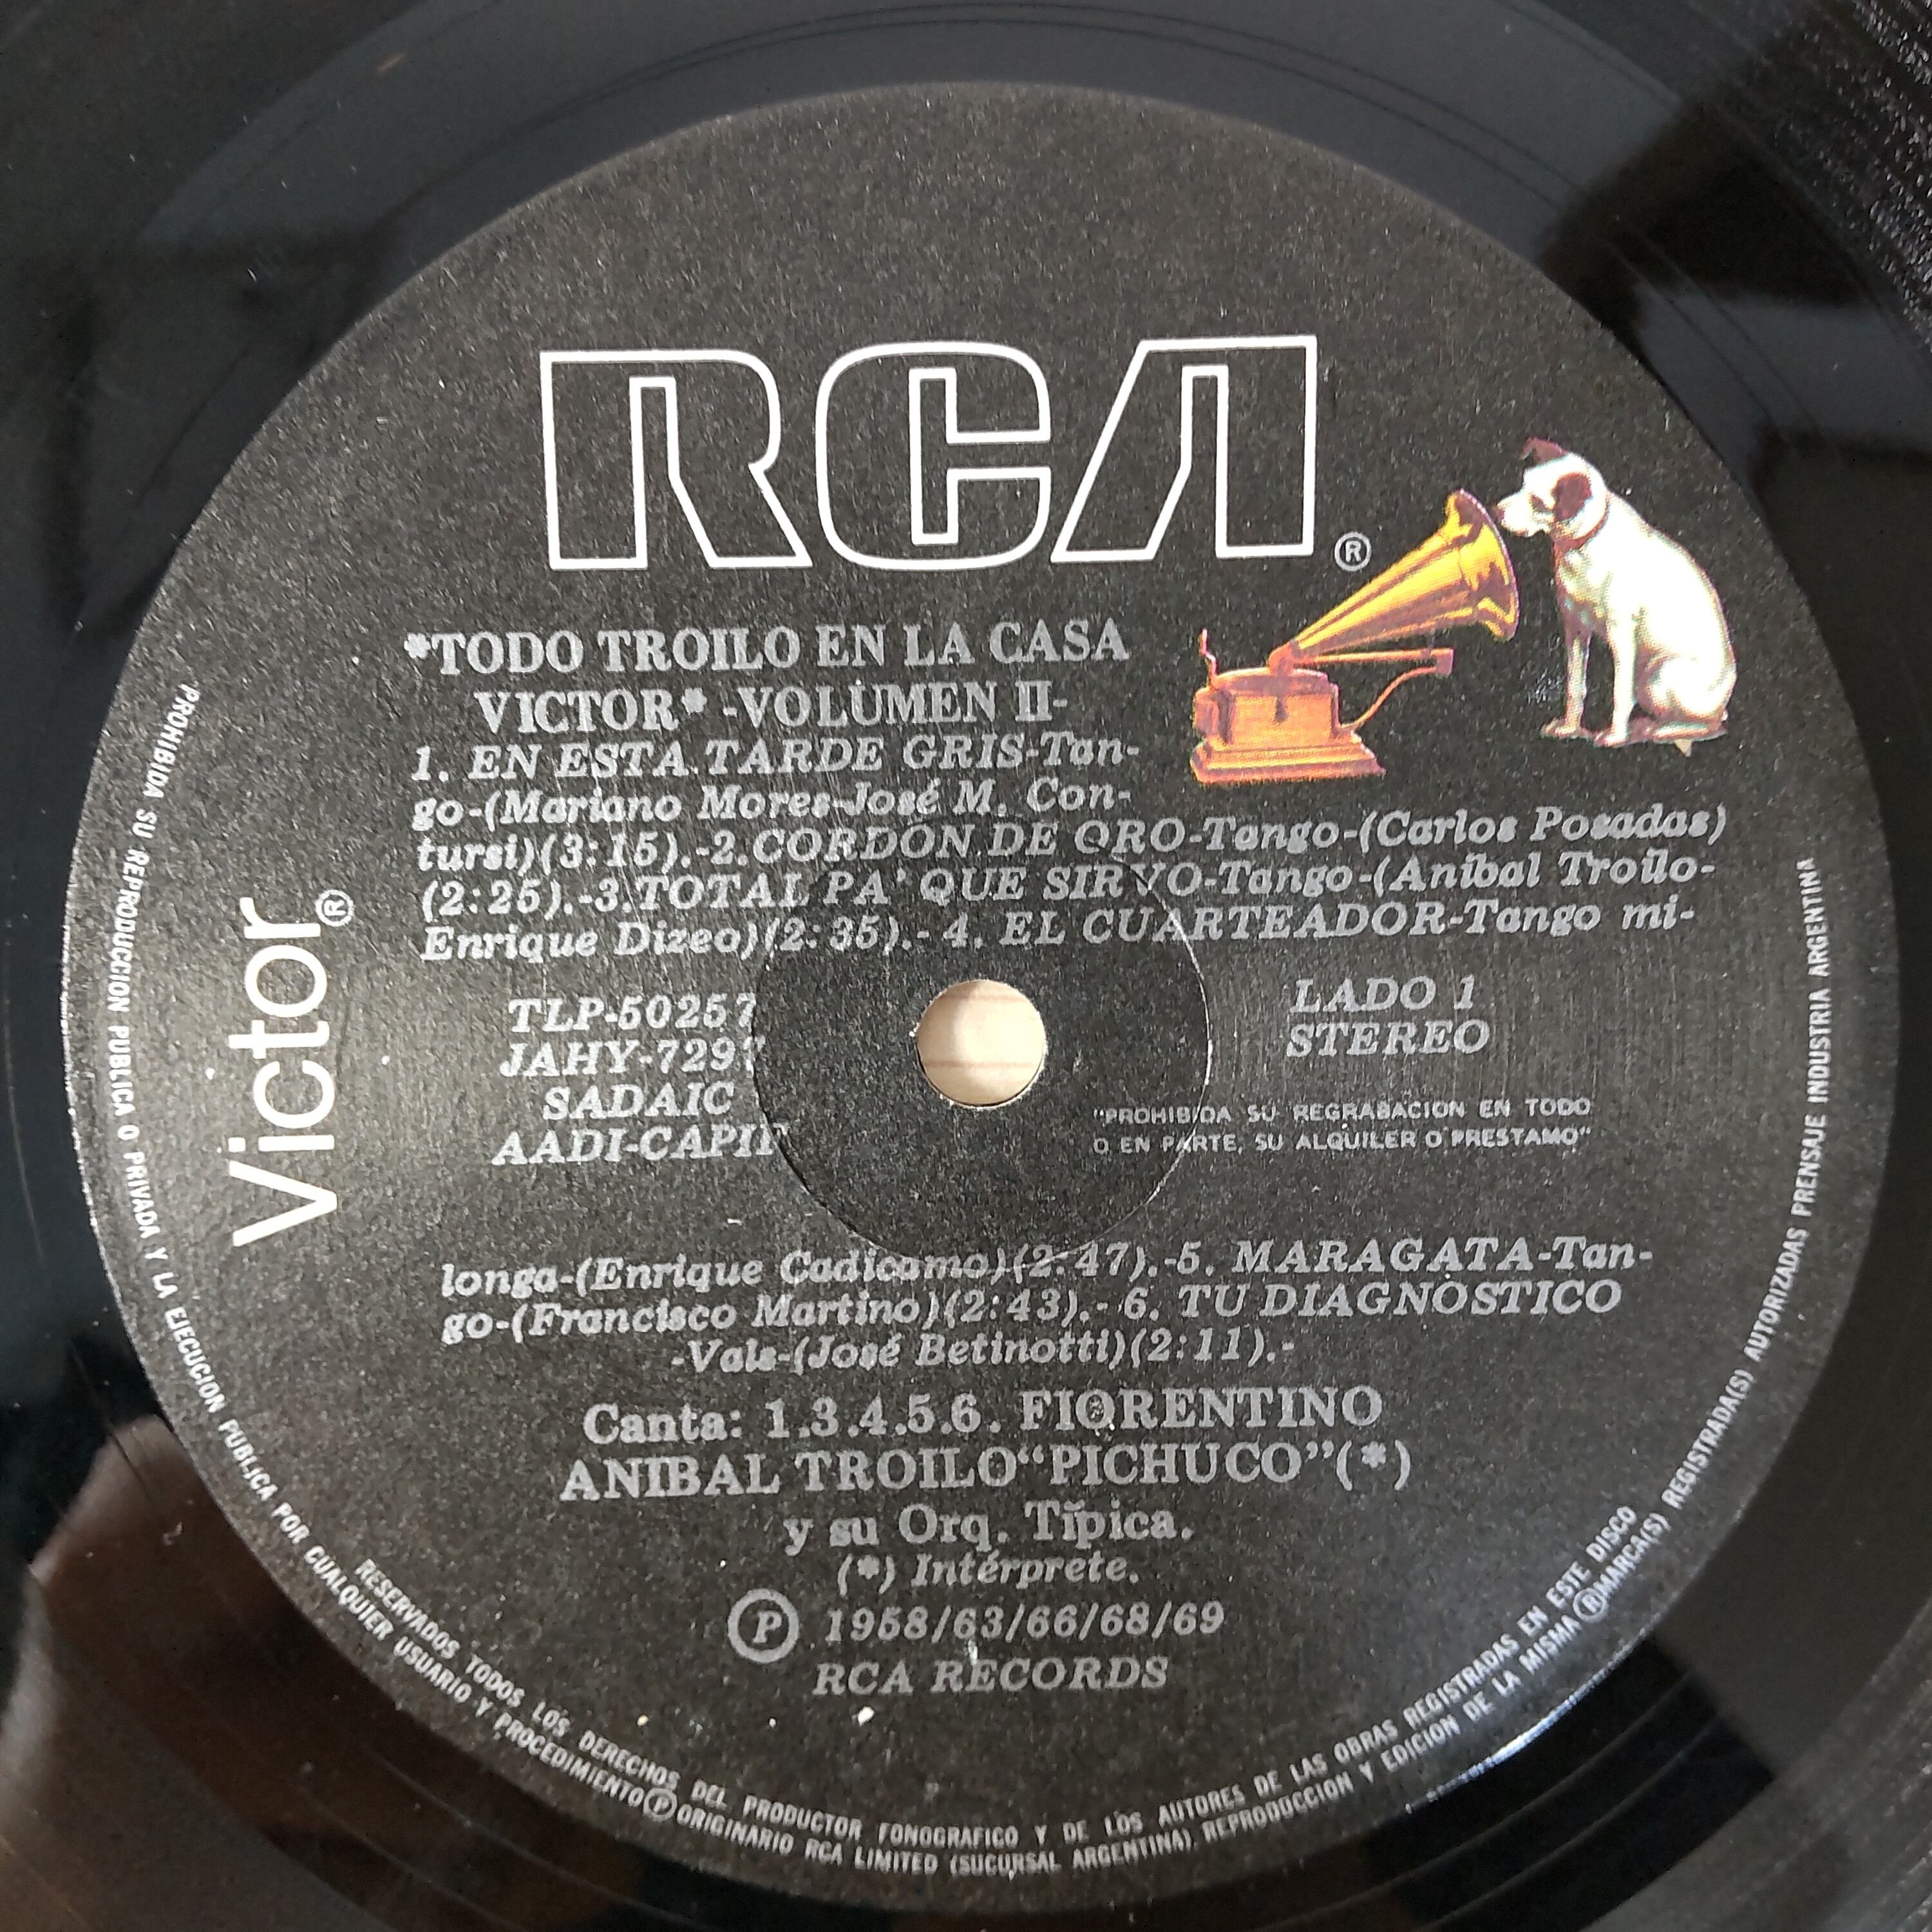 RCA ®
*TODO TROILO EN LA CASA
VICTOR* -VOLUMEN II-
1. EN ESTA TARDE GRIS-Tan-
go-(Mariano Mores-José M. Con-
tursi)(3:15).-2.CORDON DE ORO-Tango-(Carlos Posadas)
(2:25).-3.TOTAL PA' QUE SIRVO-Tango-(Anibal Troilo-
Enrique Dizeo)(2:35).- 4. EL CUARTEADOR-Tango mi-
Victor ®
TLP-50257
JAHY-7297
SADAIC
AADI-CAPIF
LADO 1
STEREO
"PROHIBIDA SU REGRABACION EN TODO
O EN PARTE, SU ALQUILER O PRESTAMO"
longa-(Enrique Cadicamo)(2:47).-5. MARAGATA-Tan-
go-(Francisco Martino)(2:43).- 6. TU DIAGNOSTICO
-Vals-(José Betinotti)(2:11).-
Canta: 1.3.4.5.6. FIORENTINO
ANIBAL TROILO“PICHUCO”(*)
y su Orq. Típica.
(*) Intérprete.
Ⓟ 1958/63/66/68/69
RCA RECORDS
PROHIBIDA SU REPRODUCCION PUBLICA O PRIVADA Y LA EJECUCION PUBLICA POR CUALQUIER USUARIO Y PROCEDIMIENTO Ⓟ ORIGINARIO RCA LIMITED (SUCURSAL ARGENTINA), REPRODUCCION Y EDICION DE LA MISMA ® MARCA(S) REGISTRADA(S) AUTORIZADAS PRENSAJE INDUSTRIA ARGENTINA
RESERVADOS TODOS LOS DERECHOS DEL PRODUCTOR FONOGRAFICO Y DE LOS AUTORES DE LAS OBRAS REGISTRADAS EN ESTE DISCO